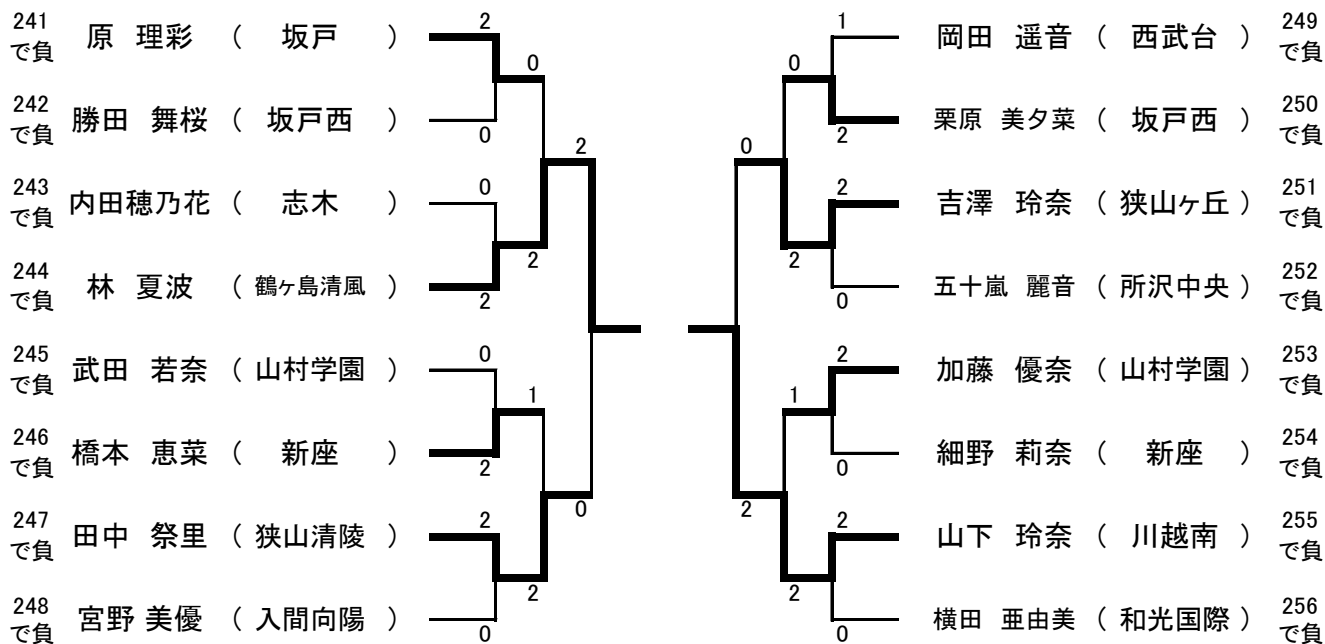 241
で負 原 理彩 ( 坂戸 ) 2
0
242
で負 勝田 舞桜 ( 坂戸西 ) 0
2
243
で負 内田穂乃花 ( 志木 ) 0
2
244
で負 林 夏波 ( 鶴ヶ島清風 ) 2
245
で負 武田 若奈 ( 山村学園 ) 0
1
246
で負 橋本 恵菜 ( 新座 ) 2
0
247
で負 田中 祭里 ( 狭山清陵 ) 2
2
248
で負 宮野 美優 ( 入間向陽 ) 0
1 岡田 遥音 ( 西武台 ) 249
で負
0
2 栗原 美夕菜 ( 坂戸西 ) 250
で負
0
2 吉澤 玲奈 ( 狭山ヶ丘 ) 251
で負
2
0 五十嵐 麗音 ( 所沢中央 ) 252
で負
2 加藤 優奈 ( 山村学園 ) 253
で負
1
0 細野 莉奈 ( 新座 ) 254
で負
2
2 山下 玲奈 ( 川越南 ) 255
で負
2
0 横田 亜由美 ( 和光国際 ) 256
で負